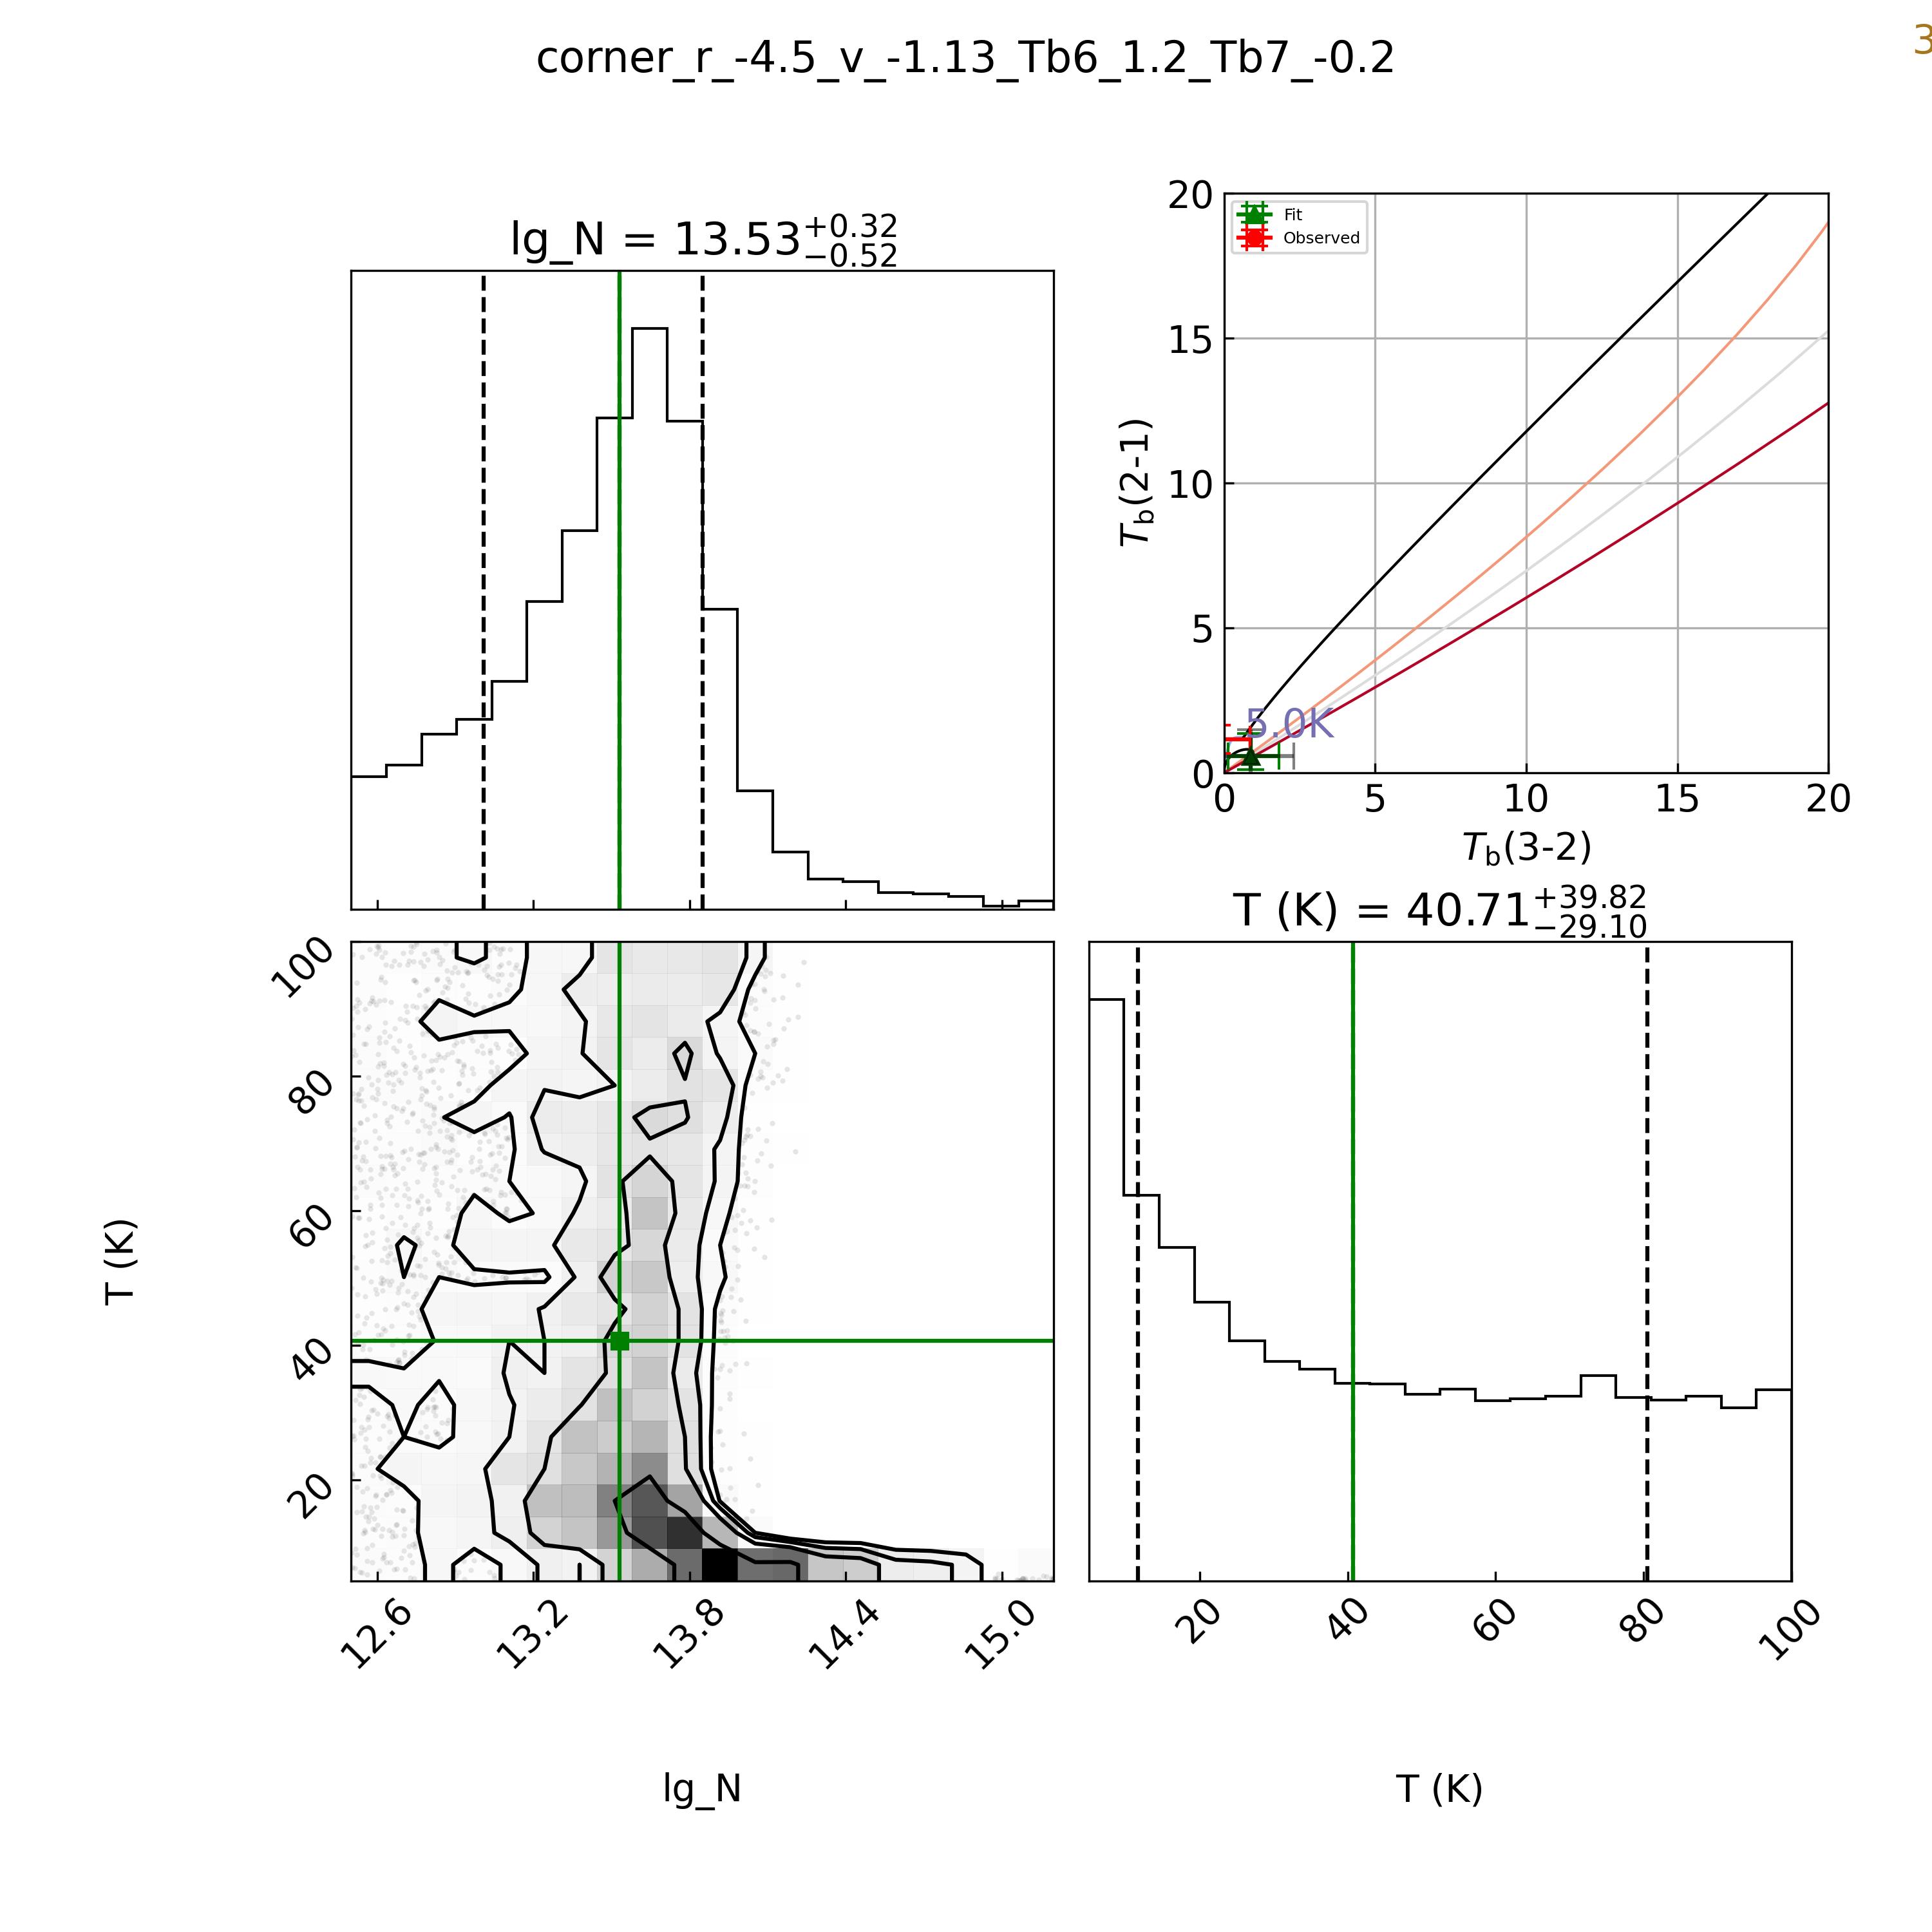 corner_r_-4.5_v_-1.13_Tb6_1.2_Tb7_-0.2
3
lg_N = 13.53 +0.32 −0.52
20
15
10
5
0
Fit
Observed
5.0K
T_b(2-1)
0 5 10 15 20
T_b(3-2)
T (K) = 40.71 +39.82 −29.10
100
80
60
40
20
T (K)
12.6 13.2 13.8 14.4 15.0
lg_N
20 40 60 80 100
T (K)